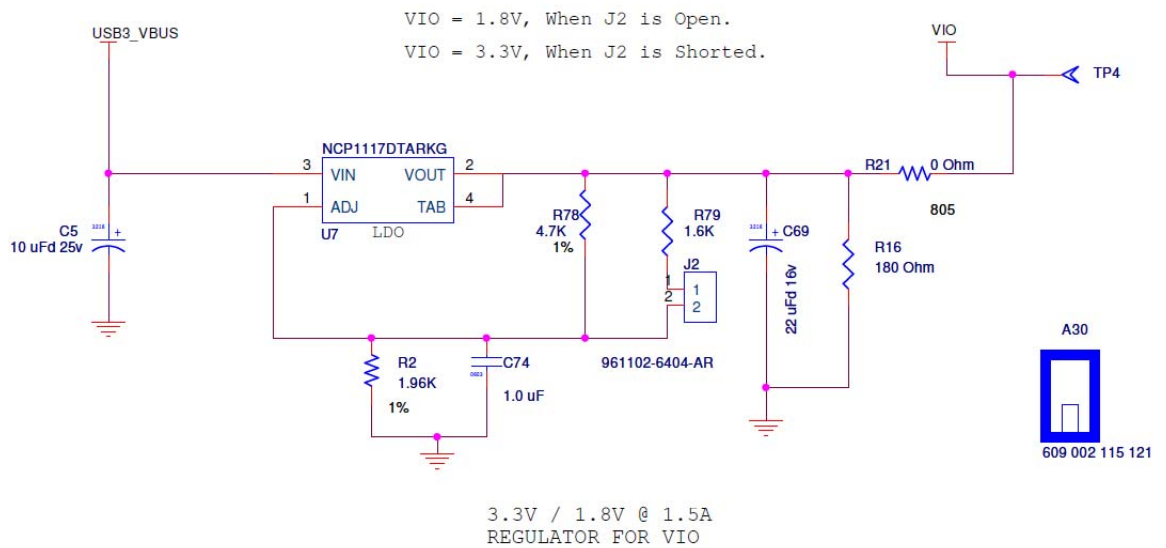 VIO = 1.8V, When J2 is Open.
USB3_VBUS
VIO
VIO = 3.3V, When J2 is Shorted.
TP4
NCP1117DTARKG
3
VIN
VOUT
2
1
ADJ
TAB
4
U7
LDO
R21
0 Ohm
805
C5
3216
+
10 uFd 25v
R78
4.7K
1%
R79
1.6K
3216
+
C69
22 uFd 16v
R16
180 Ohm
J2
1
1
2
2
961102-6404-AR
R2
1.96K
1%
C74
0603
1.0 uF
A30
609 002 115 121
3.3V / 1.8V @ 1.5A
REGULATOR FOR VIO